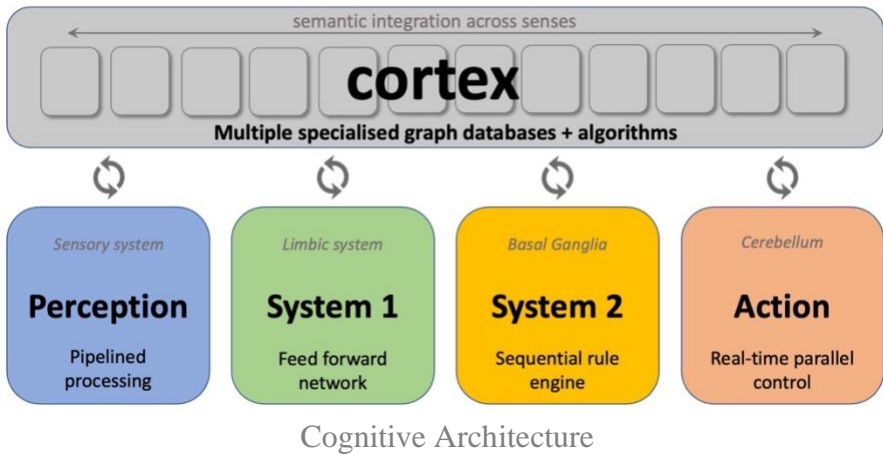 semantic integration across senses
cortex
Multiple specialised graph databases + algorithms
Sensory system
Perception
Pipelined
processing
Limbic system
System 1
Feed forward
network
Basal Ganglia
System 2
Sequential rule
engine
Cerebellum
Action
Real-time parallel
control
Cognitive Architecture